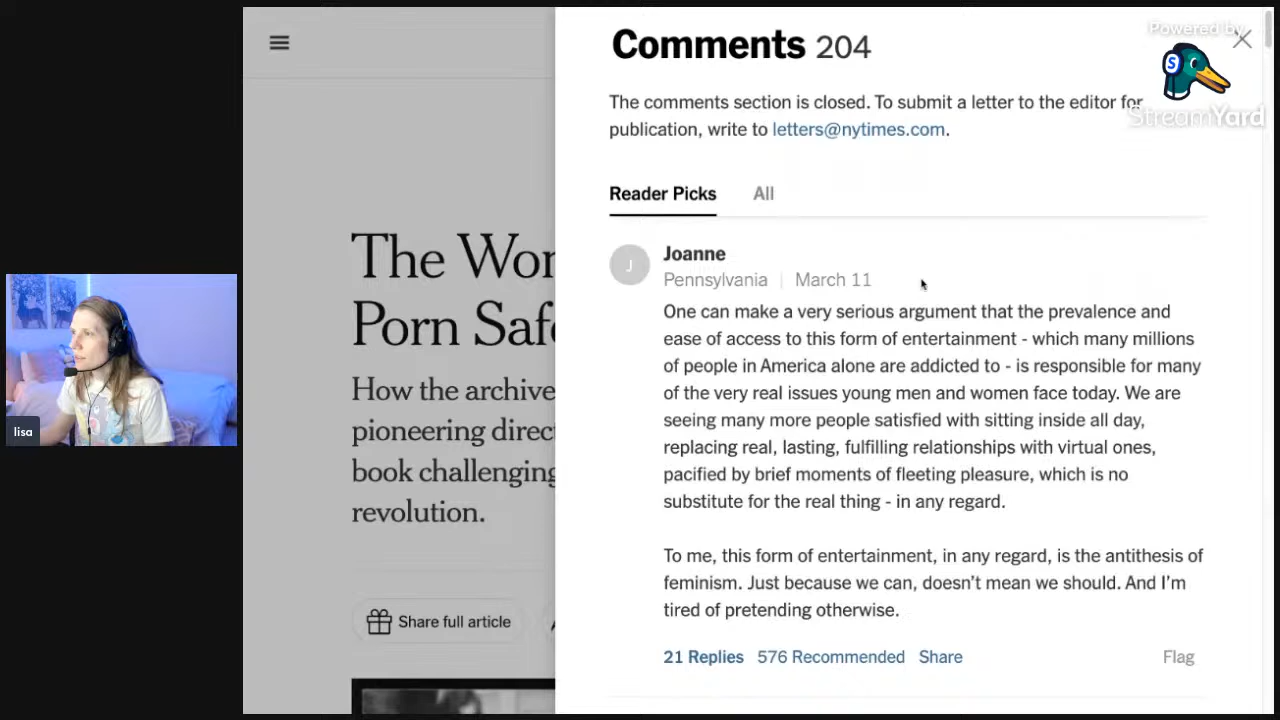 Comments 204
Powered by
StreamYard
The comments section is closed. To submit a letter to the editor for
publication, write to letters@nytimes.com.
Reader Picks All
J
Joanne
Pennsylvania | March 11
One can make a very serious argument that the prevalence and
ease of access to this form of entertainment - which many millions
of people in America alone are addicted to - is responsible for many
of the very real issues young men and women face today. We are
seeing many more people satisfied with sitting inside all day,
replacing real, lasting, fulfilling relationships with virtual ones,
pacified by brief moments of fleeting pleasure, which is no
substitute for the real thing - in any regard.
To me, this form of entertainment, in any regard, is the antithesis of
feminism. Just because we can, doesn't mean we should. And I'm
tired of pretending otherwise.
21 Replies 576 Recommended Share Flag
The Wo
Porn Saf
How the archive
pioneering direc
book challenging
revolution.
Share full article
lisa